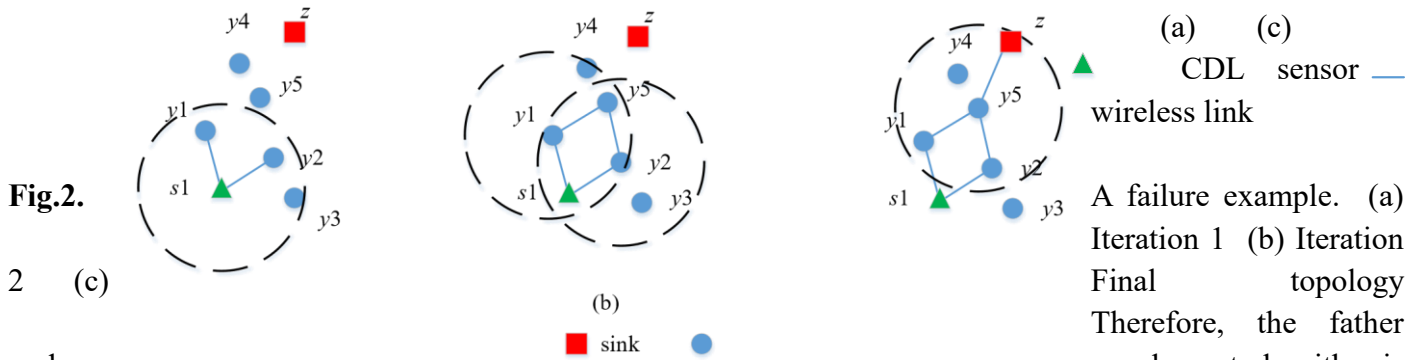 z
y4
y5
y1
y2
s1
y3
z
y4
y5
y1
y2
s1
y3
(b)
sink
z
y4
y5
y1
y2
s1
y3
(a) (c)
CDL sensor
wireless link
Fig.2.
A failure example. (a)
Iteration 1 (b) Iteration
2 (c)
Final topology
Therefore, the father